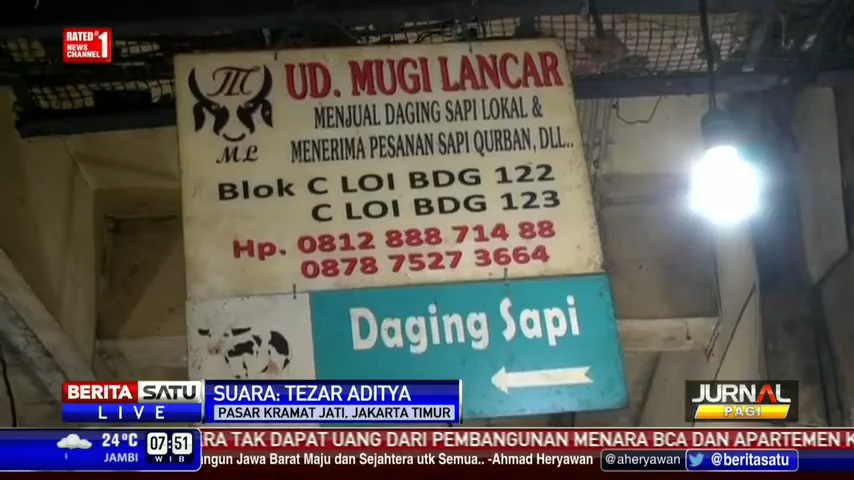 RATED #1
NEWS
CHANNEL
ML
UD. MUGI LANCAR
MENJUAL DAGING SAPI LOKAL &
MENERIMA PESANAN SAPI QURBAN, DLL..
ML
Blok C LOI BDG 122
C LOI BDG 123
Hp. 0812 888 714 88
0878 7527 3664
Daging Sapi
BERITA SATU
LIVE
SUARA: TEZAR ADITYA
PASAR KRAMAT JATI, JAKARTA TIMUR
JURNAL
PAGI
24°C
JAMBI
07:51
WIB
RA TAK DAPAT UANG DARI PEMBANGUNAN MENARA BCA DAN APARTEMEN K
angun Jawa Barat Maju dan Sejahtera utk Semua.. -Ahmad Heryawan
@aheryawan
@beritasatu